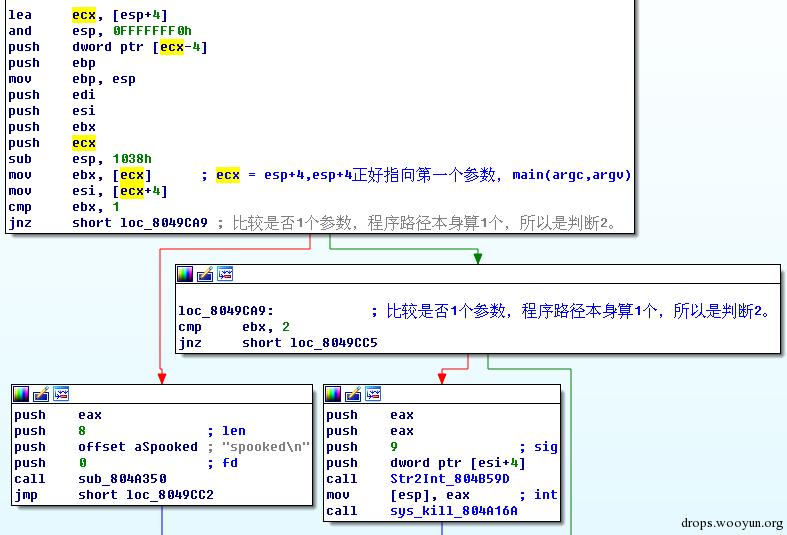 lea     ecx, [esp+4]
and     esp, 0FFFFFFF0h
push    dword ptr [ecx-4]
push    ebp
mov     ebp, esp
push    edi
push    esi
push    ebx
push    ecx
sub     esp, 1038h
mov     ebx, [ecx]      ; ecx = esp+4,esp+4正好指向第一个参数, main(argc,argv)
mov     esi, [ecx+4]
cmp     ebx, 1
jnz     short loc_8049CA9 ; 比较是否1个参数, 程序路径本身算1个, 所以是判断2。
loc_8049CA9:            ; 比较是否1个参数, 程序路径本身算1个, 所以是判断2。
cmp     ebx, 2
jnz     short loc_8049CC5
push    eax
push    8               ; len
push    offset aSpooked ; "spooked\n"
push    0               ; fd
call    sub_804A350
jmp     short loc_8049CC2
push    eax
push    eax
push    9               ; sig
push    dword ptr [esi+4]
call    Str2Int_804B59D
mov     [esp], eax      ; int
call    sys_kill_804A16A
drops.wooyun.org